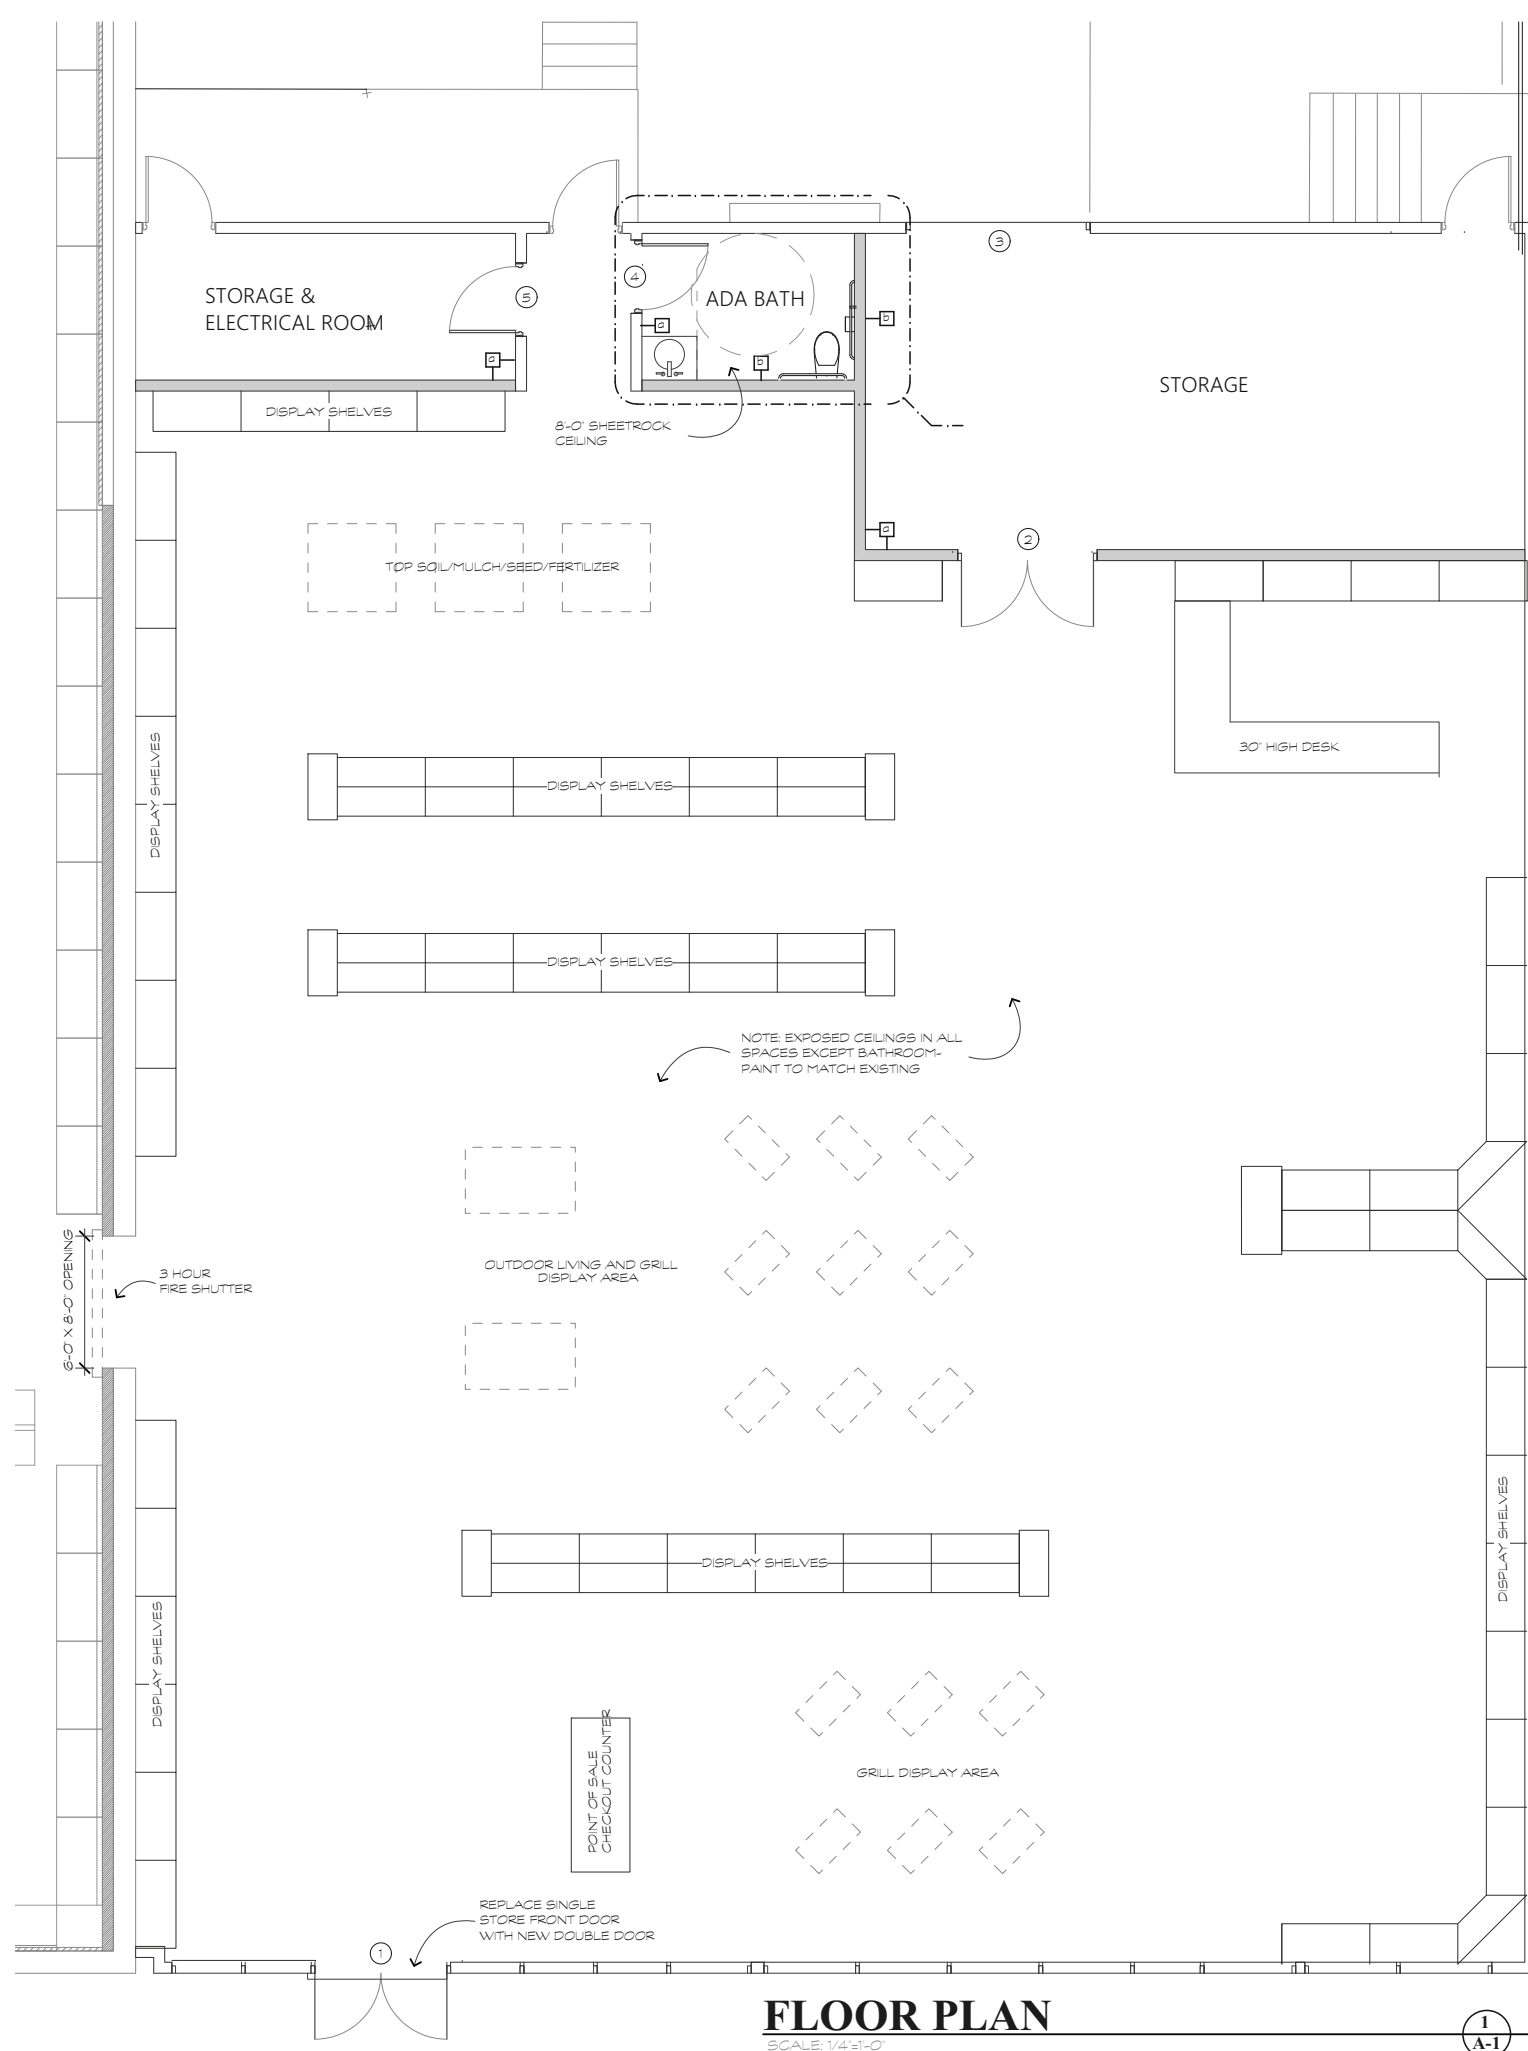 3
4
5
STORAGE &
ELECTRICAL ROOM
ADA BATH
a
b
b
a
STORAGE
DISPLAY SHELVES
8'-0" SHEETROCK
CEILING
a
2
TOP SOIL/MULCH/SEED/FERTILIZER
30" HIGH DESK
DISPLAY SHELVES
DISPLAY SHELVES
DISPLAY SHELVES
NOTE: EXPOSED CEILINGS IN ALL
SPACES EXCEPT BATHROOM-
PAINT TO MATCH EXISTING
6'-0" X 8'-0" OPENING
3 HOUR
FIRE SHUTTER
OUTDOOR LIVING AND GRILL
DISPLAY AREA
DISPLAY SHELVES
DISPLAY SHELVES
DISPLAY SHELVES
POINT OF SALE
CHECKOUT COUNTER
GRILL DISPLAY AREA
REPLACE SINGLE
STORE FRONT DOOR
WITH NEW DOUBLE DOOR
1
FLOOR PLAN
SCALE: 1/4"=1'-0"
1
A-1